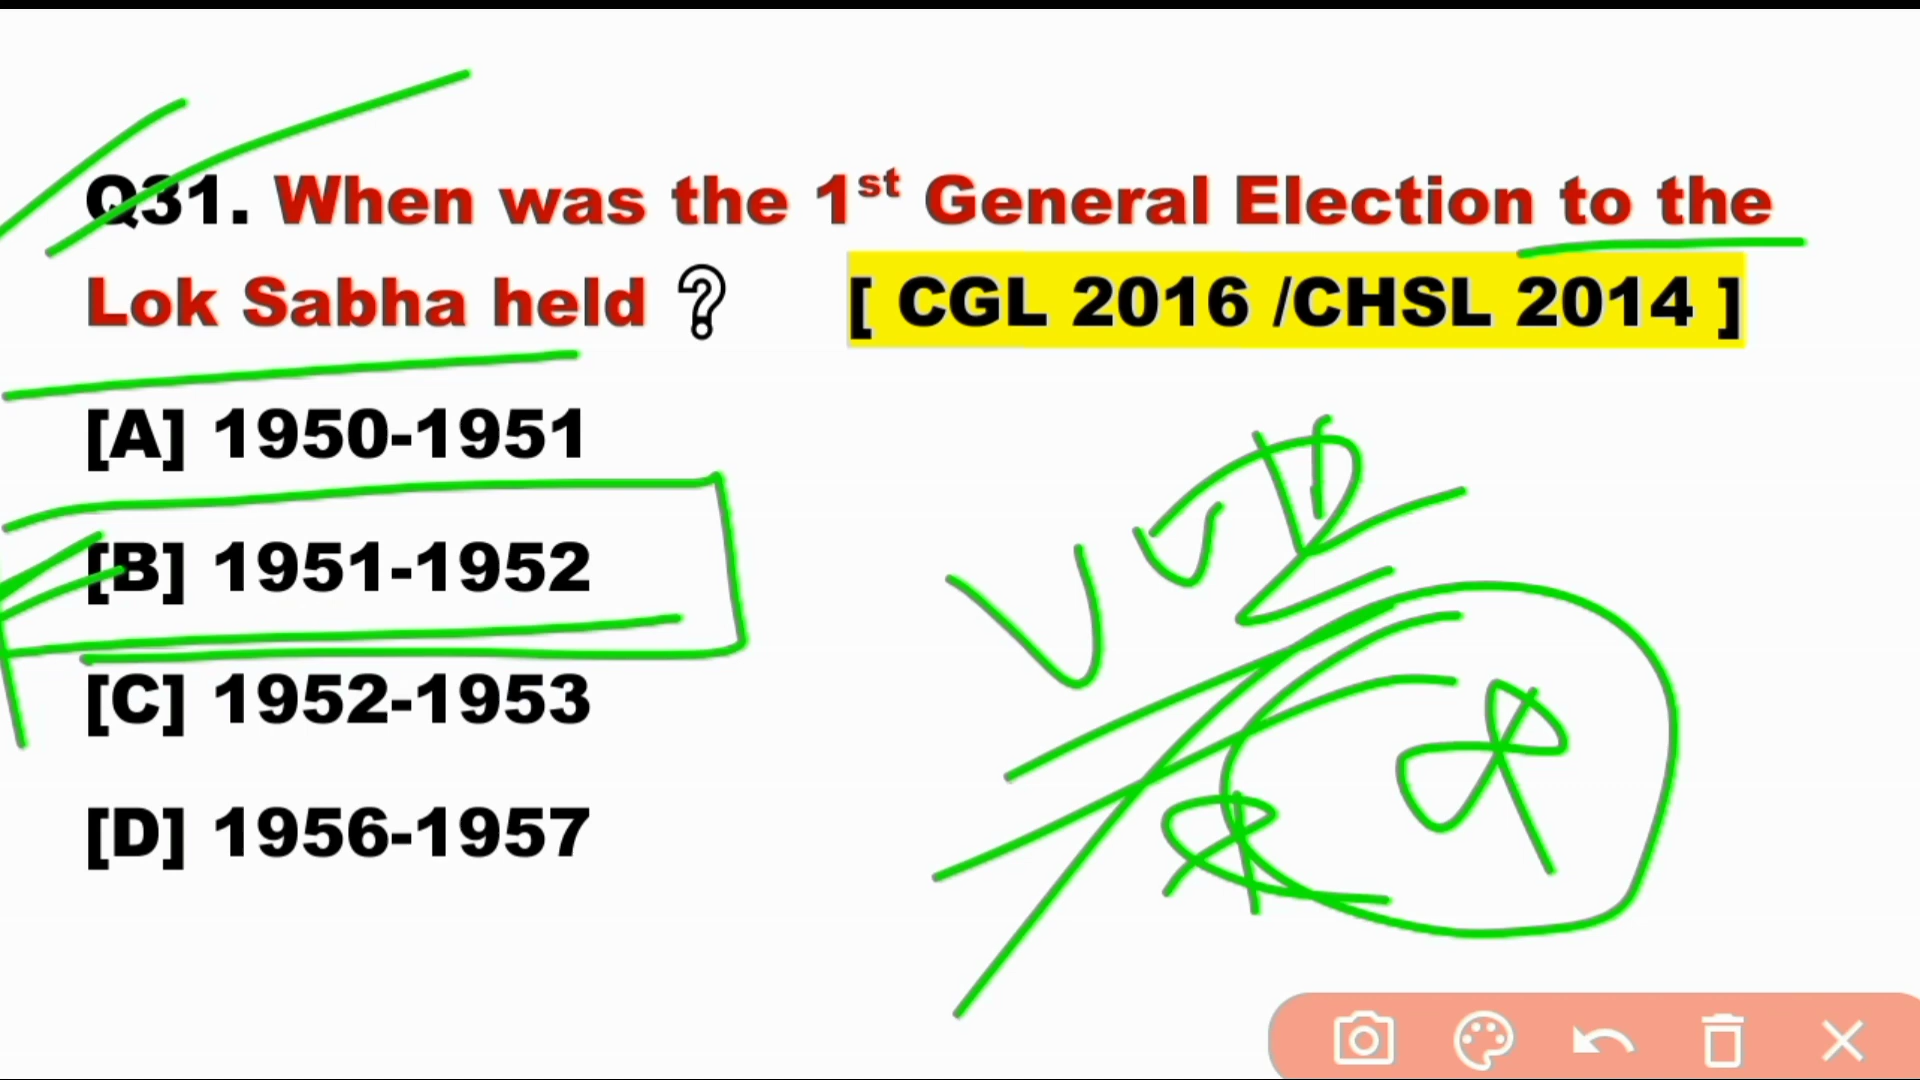 Q31. When was the 1st General Election to the
Lok Sabha held ? [ CGL 2016 /CHSL 2014 ]
[A] 1950-1951
[B] 1951-1952
[C] 1952-1953
[D] 1956-1957